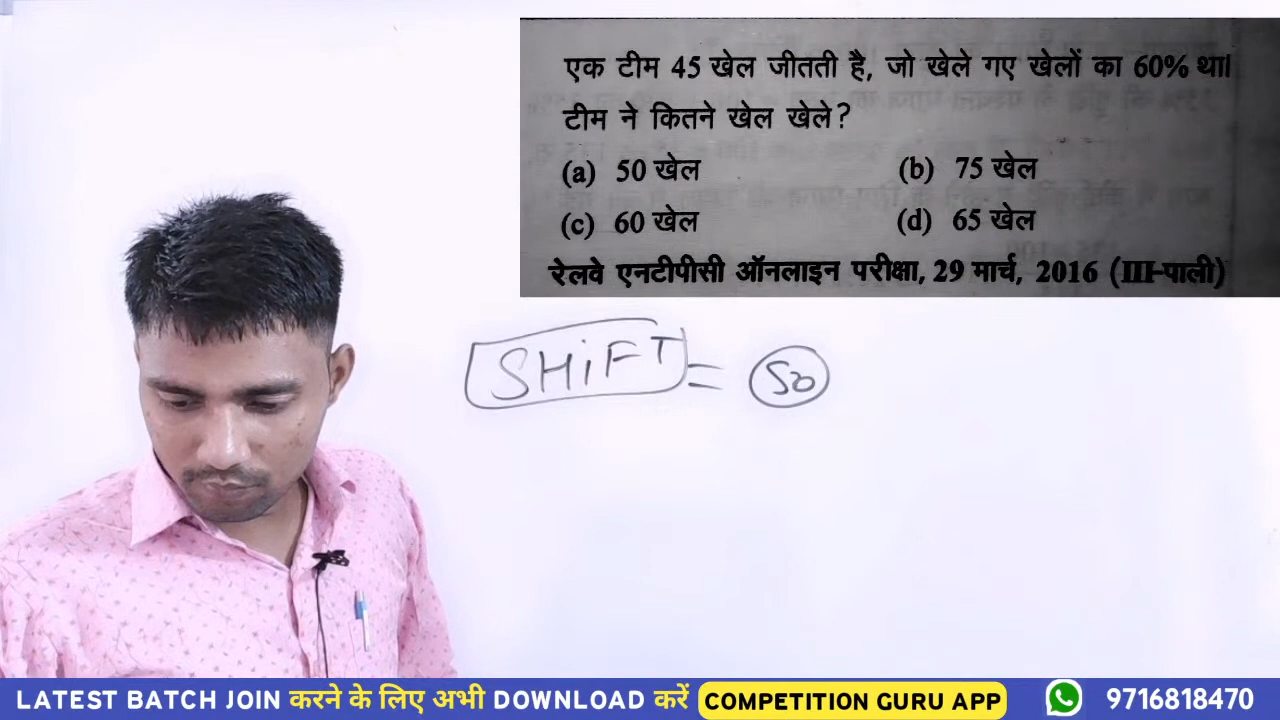 एक टीम 45 खेल जीतती है, जो खेले गए खेलों का 60% था।
टीम ने कितने खेल खेले?
(a) 50 खेल (b) 75 खेल
(c) 60 खेल (d) 65 खेल
रेलवे एनटीपीसी ऑनलाइन परीक्षा, 29 मार्च, 2016 (III-पाली)
SHiFT = 50
LATEST BATCH JOIN करने के लिए अभी DOWNLOAD करें COMPETITION GURU APP 9716818470